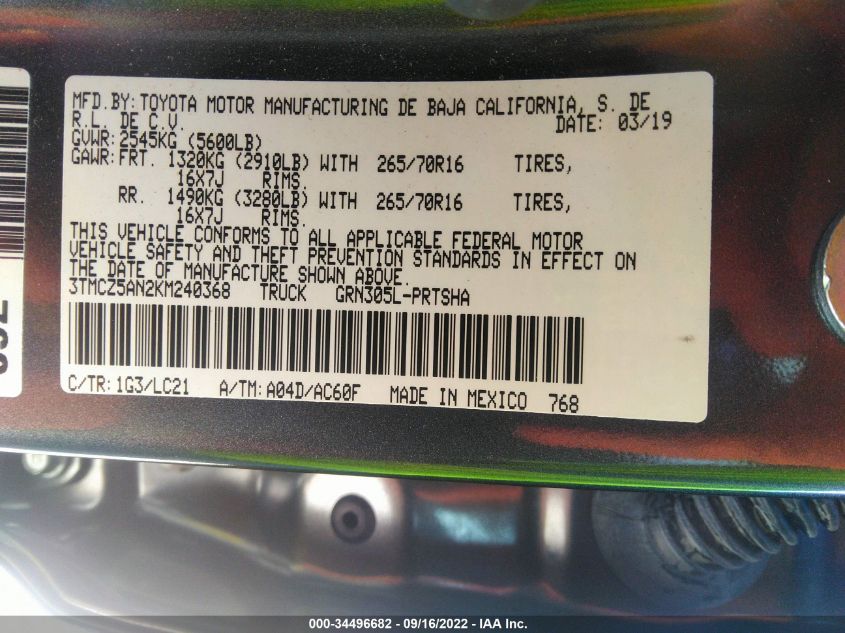 MFD.BY: TOYOTA MOTOR MANUFACTURING DE BAJA CALIFORNIA, S. DE
R.L. DE C.V. DATE: 03/19
GVWR: 2545KG (5600LB)
GAWR: FRT. 1320KG (2910LB) WITH 265/70R16 TIRES,
16X7J RIMS.
RR. 1490KG (3280LB) WITH 265/70R16 TIRES,
16X7J RIMS.
THIS VEHICLE CONFORMS TO ALL APPLICABLE FEDERAL MOTOR
VEHICLE SAFETY AND THEFT PREVENTION STANDARDS IN EFFECT ON
THE DATE OF MANUFACTURE SHOWN ABOVE.
3TMCZ5AN2KM240368 TRUCK GRN305L-PRTSHA
C/TR: 1G3/LC21 A/TM: A04D/AC60F MADE IN MEXICO 768
000-34496682 - 09/16/2022 - IAA Inc.